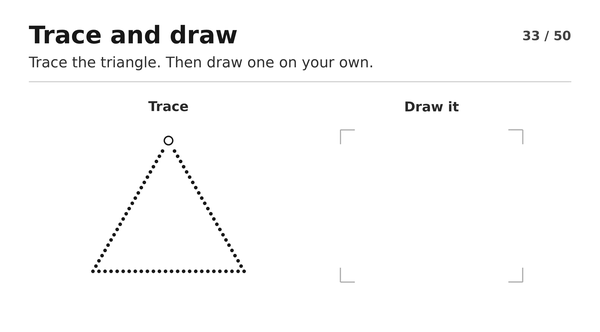 Trace and draw
33 / 50
Trace the triangle. Then draw one on your own.
Trace
Draw it